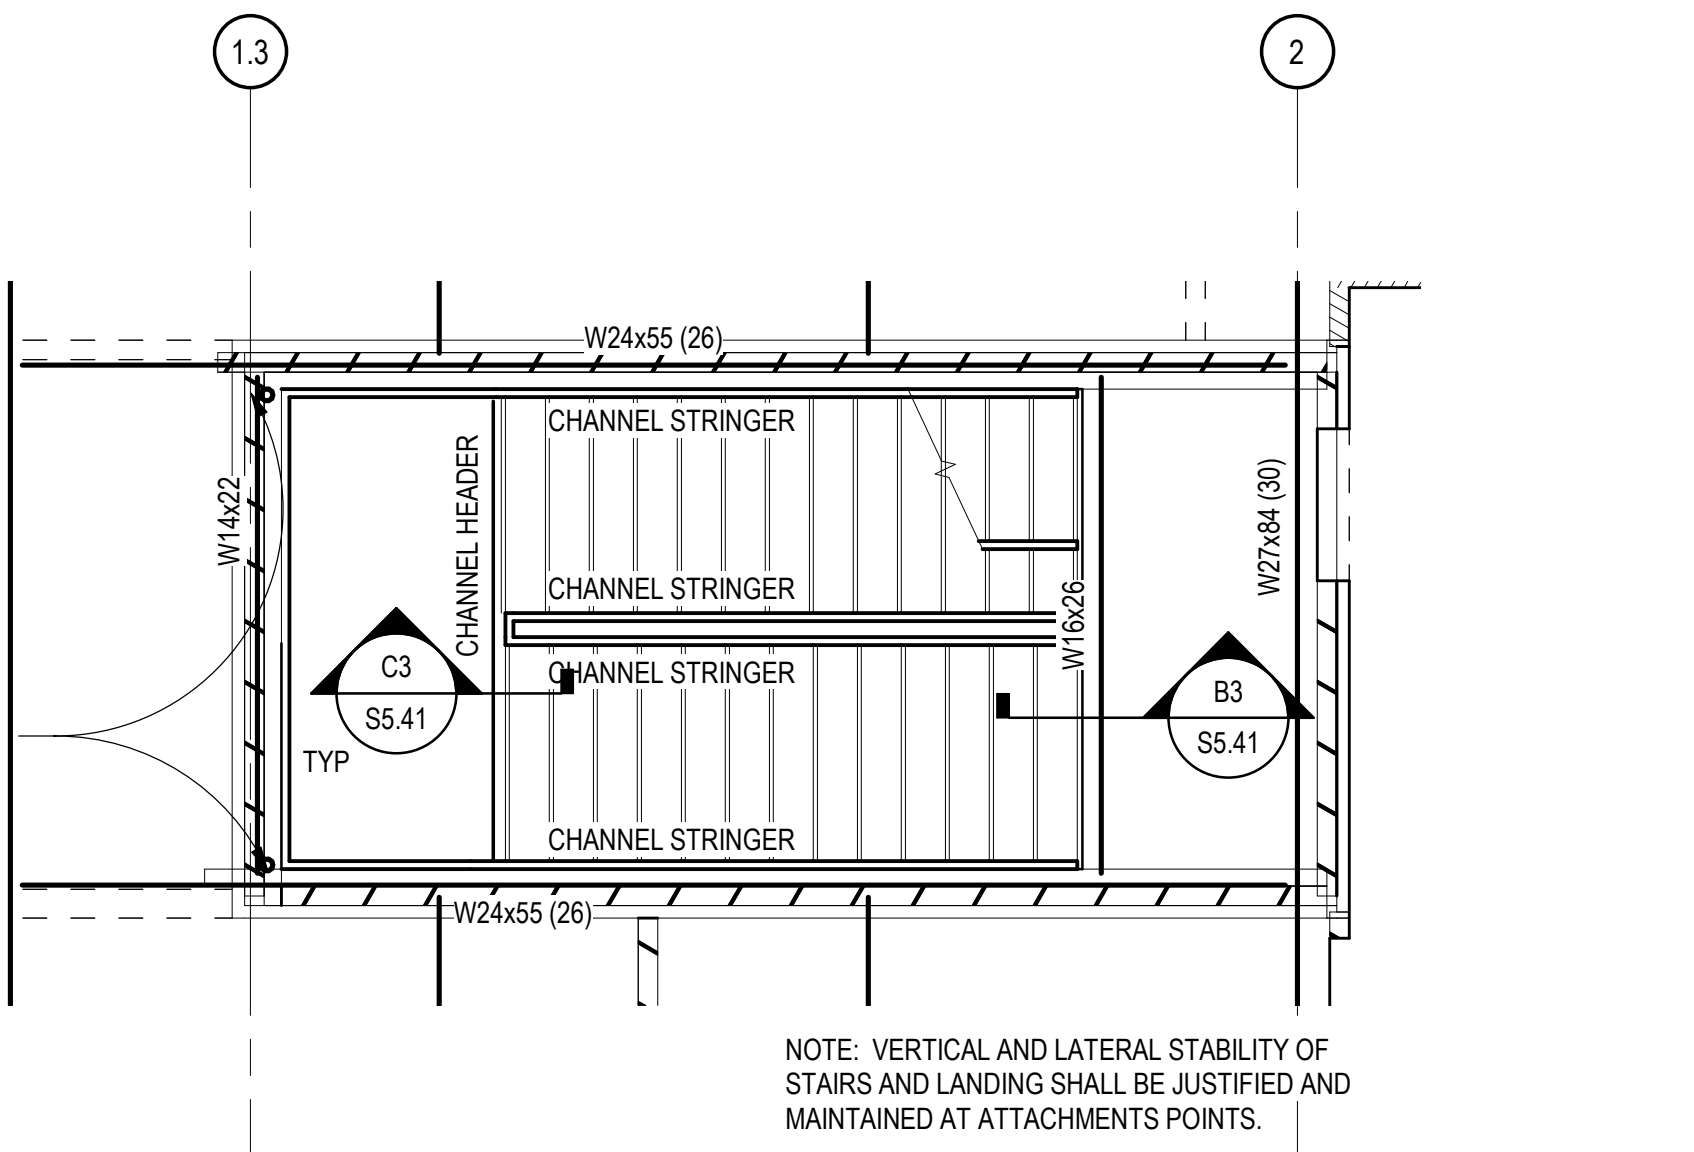 1.3
2
W24x55 (26)
CHANNEL STRINGER
CHANNEL HEADER
W14x22
W27x84 (30)
CHANNEL STRINGER
W16x26
C3
S5.41
CHANNEL STRINGER
B3
S5.41
TYP
CHANNEL STRINGER
W24x55 (26)
NOTE: VERTICAL AND LATERAL STABILITY OF
STAIRS AND LANDING SHALL BE JUSTIFIED AND
MAINTAINED AT ATTACHMENTS POINTS.